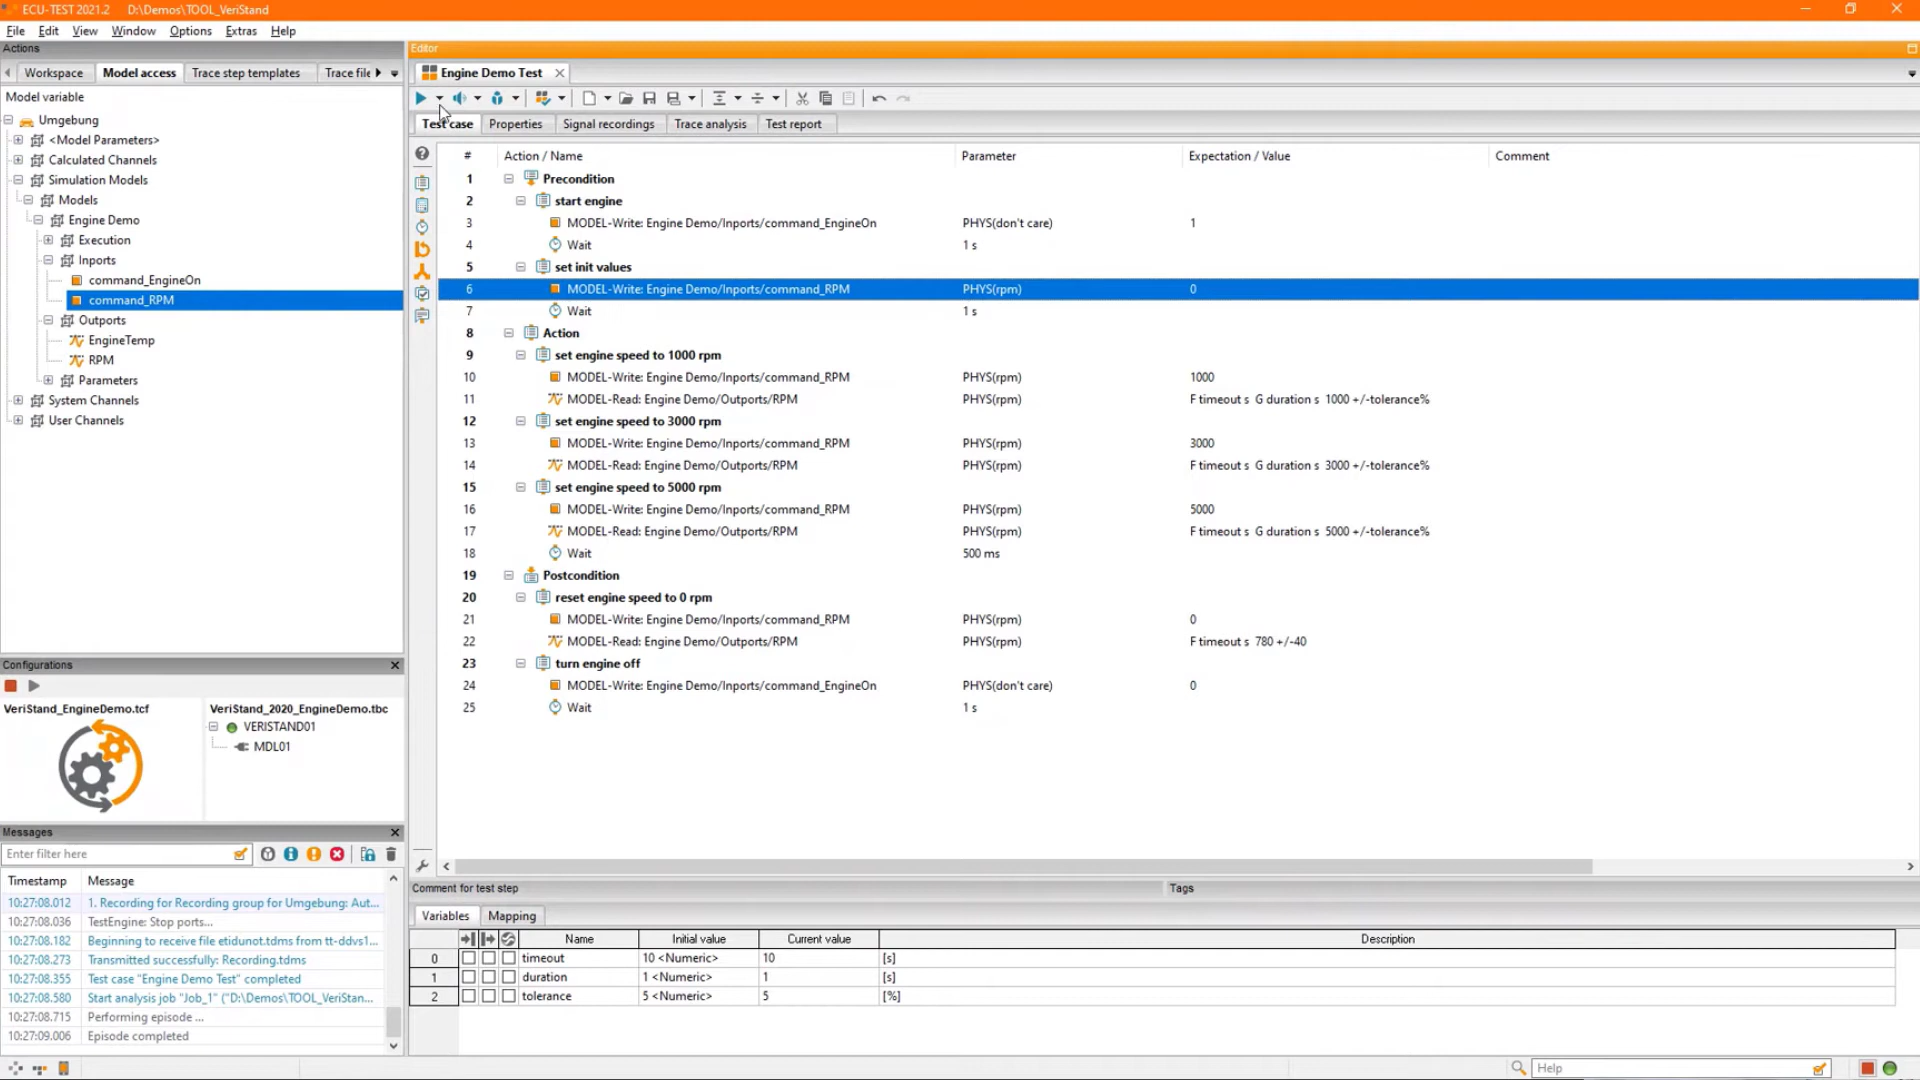 ECU-TEST 2021.2 D:\Demos\TOOL_VeriStand
File Edit View Window Options Extras Help
Actions
Workspace Model access Trace step templates Trace file
Model variable
Umgebung
<Model Parameters>
Calculated Channels
Simulation Models
Models
Engine Demo
Execution
Inports
command_EngineOn
command_RPM
Outports
EngineTemp
RPM
Parameters
System Channels
User Channels
Configurations
VeriStand_EngineDemo.tcf
VeriStand_2020_EngineDemo.tbc
VERISTAND01
MDL01
Messages
Enter filter here
Timestamp Message
10:27:08.012 1. Recording for Recording group for Umgebung: Aut...
10:27:08.036 TestEngine: Stop ports...
10:27:08.182 Beginning to receive file etidunot.tdms from tt-ddvs1...
10:27:08.273 Transmitted successfully: Recording.tdms
10:27:08.355 Test case "Engine Demo Test" completed
10:27:08.580 Start analysis job "Job_1" ("D:\Demos\TOOL_VeriStan...
10:27:08.715 Performing episode ...
10:27:09.006 Episode completed
Editor
Engine Demo Test
Test case Properties Signal recordings Trace analysis Test report
# Action / Name Parameter Expectation / Value Comment
1 Precondition
2 start engine
3 MODEL-Write: Engine Demo/Inports/command_EngineOn PHYS(don't care) 1
4 Wait 1 s
5 set init values
6 MODEL-Write: Engine Demo/Inports/command_RPM PHYS(rpm) 0
7 Wait 1 s
8 Action
9 set engine speed to 1000 rpm
10 MODEL-Write: Engine Demo/Inports/command_RPM PHYS(rpm) 1000
11 MODEL-Read: Engine Demo/Outports/RPM PHYS(rpm) F timeout s G duration s 1000 +/-tolerance%
12 set engine speed to 3000 rpm
13 MODEL-Write: Engine Demo/Inports/command_RPM PHYS(rpm) 3000
14 MODEL-Read: Engine Demo/Outports/RPM PHYS(rpm) F timeout s G duration s 3000 +/-tolerance%
15 set engine speed to 5000 rpm
16 MODEL-Write: Engine Demo/Inports/command_RPM PHYS(rpm) 5000
17 MODEL-Read: Engine Demo/Outports/RPM PHYS(rpm) F timeout s G duration s 5000 +/-tolerance%
18 Wait 500 ms
19 Postcondition
20 reset engine speed to 0 rpm
21 MODEL-Write: Engine Demo/Inports/command_RPM PHYS(rpm) 0
22 MODEL-Read: Engine Demo/Outports/RPM PHYS(rpm) F timeout s 780 +/-40
23 turn engine off
24 MODEL-Write: Engine Demo/Inports/command_EngineOn PHYS(don't care) 0
25 Wait 1 s
Comment for test step Tags
Variables Mapping
Name Initial value Current value Description
0 timeout 10 <Numeric> 10 [s]
1 duration 1 <Numeric> 1 [s]
2 tolerance 5 <Numeric> 5 [%]
Help